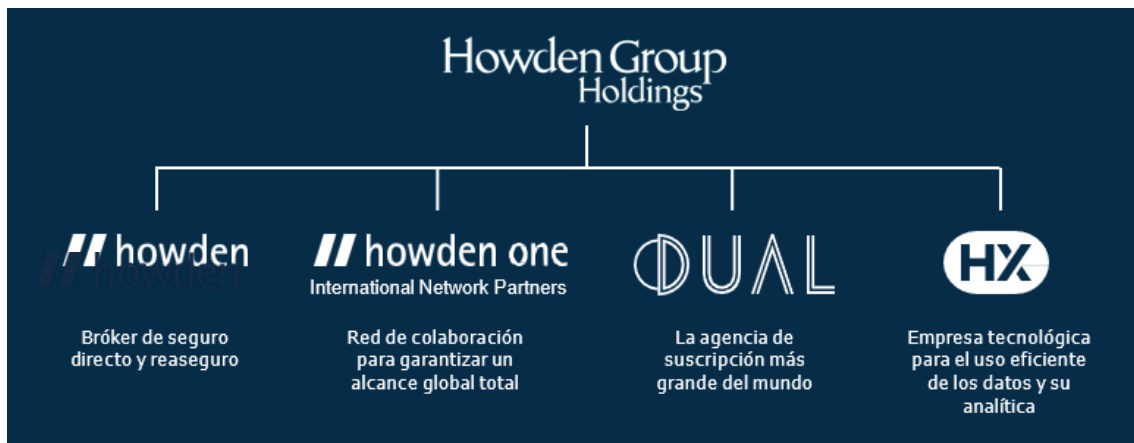 Howden Group
Holdings
howden
howden
howden one
International Network Partners
DUAL
HX
Bróker de seguro
directo y reaseguro
Red de colaboración
para garantizar un
alcance global total
La agencia de
suscripción más
grande del mundo
Empresa tecnológica
para el uso eficiente
de los datos y su
analítica